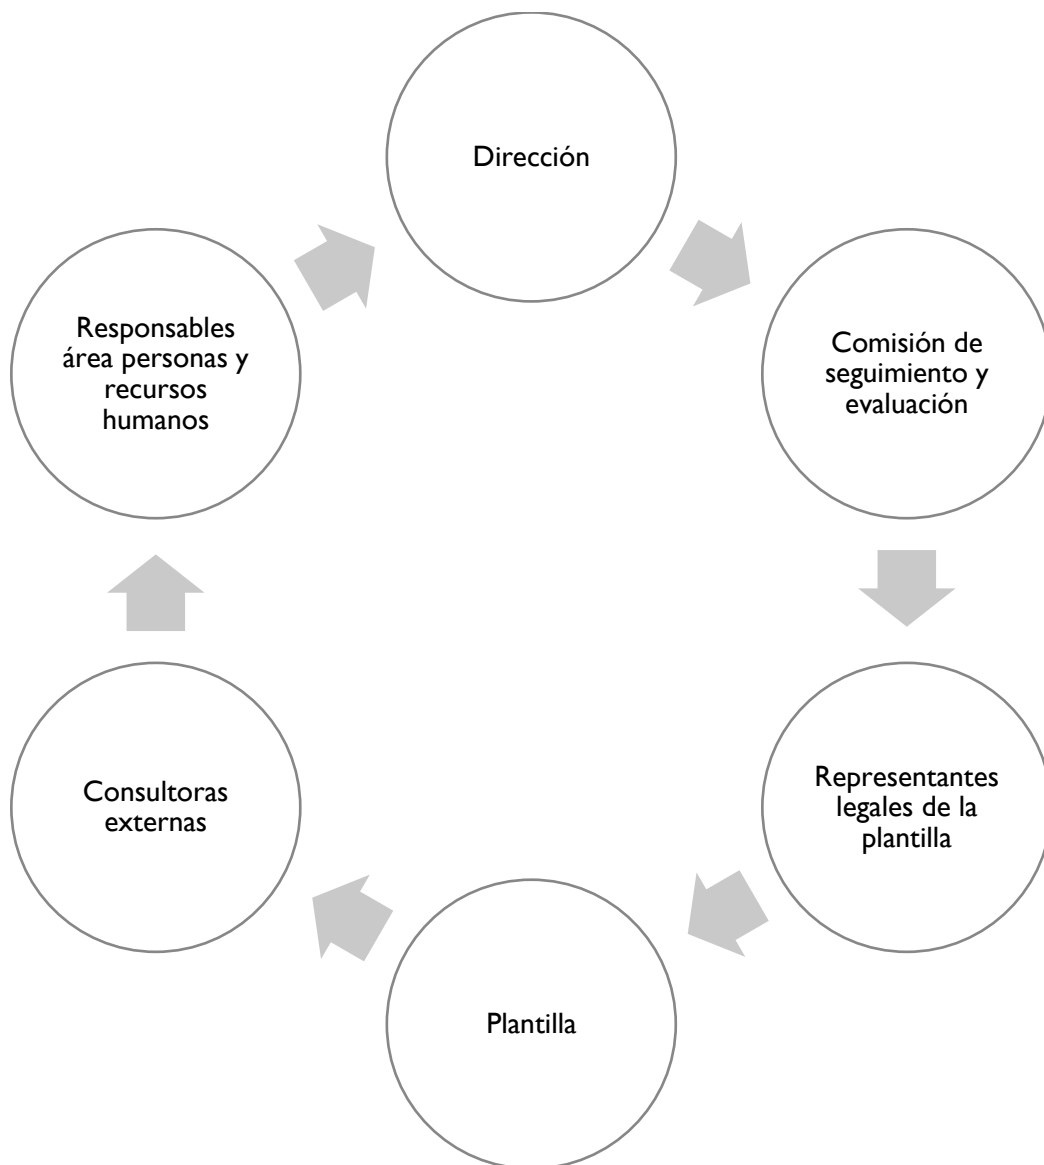 Dirección
Comisión de
seguimiento y
evaluación
Representantes
legales de la
plantilla
Plantilla
Consultoras
externas
Responsables
área personas y
recursos
humanos